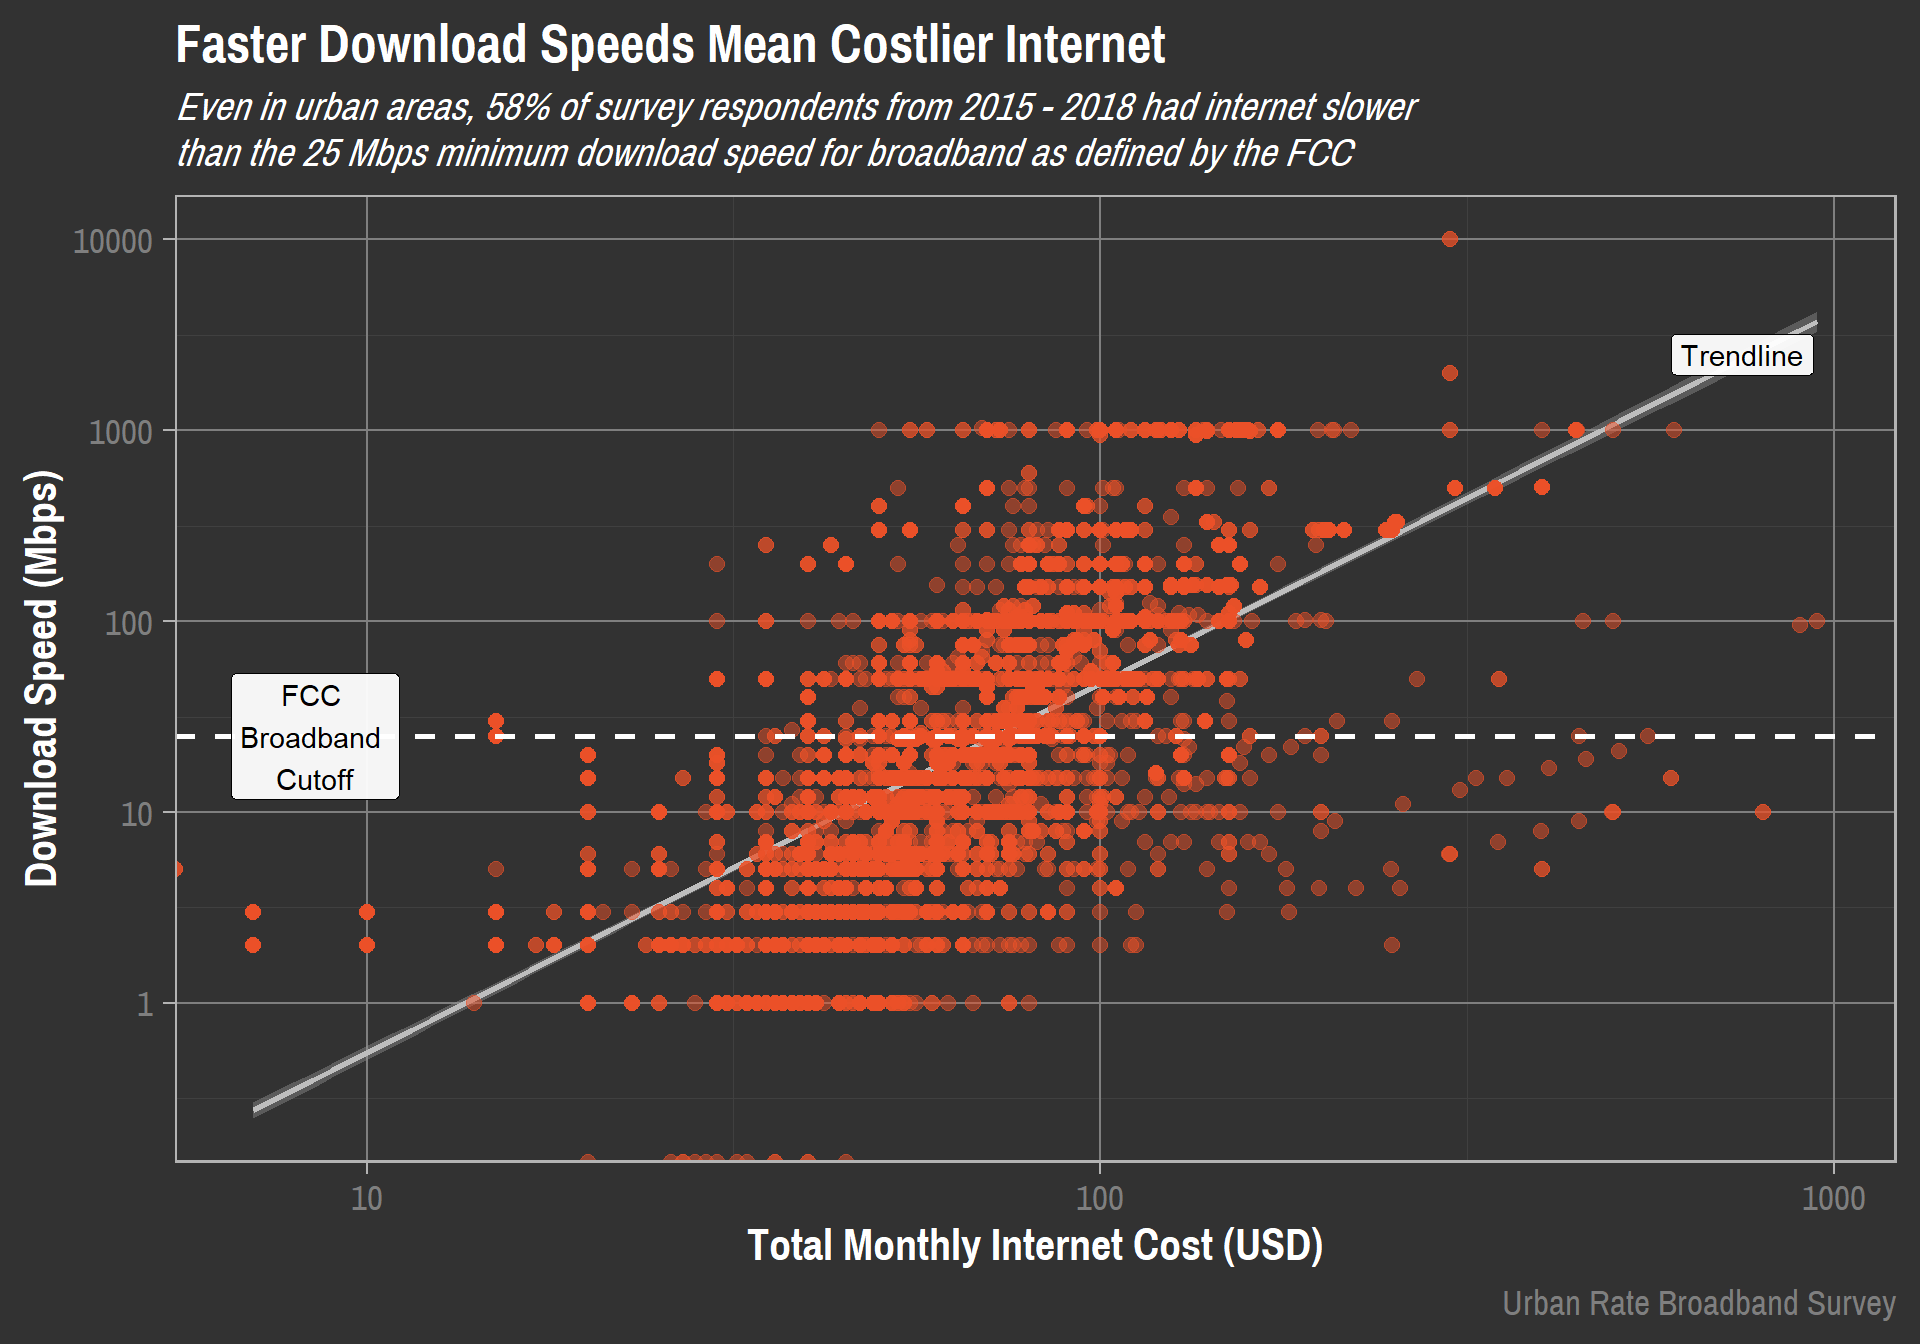 Faster Download Speeds Mean Costlier Internet
Even in urban areas, 58% of survey respondents from 2015 - 2018 had internet slower
than the 25 Mbps minimum download speed for broadband as defined by the FCC
Download Speed (Mbps)
10000
1000
100
10
1
Trendline
FCC
Broadband
Cutoff
10
100
1000
Total Monthly Internet Cost (USD)
Urban Rate Broadband Survey